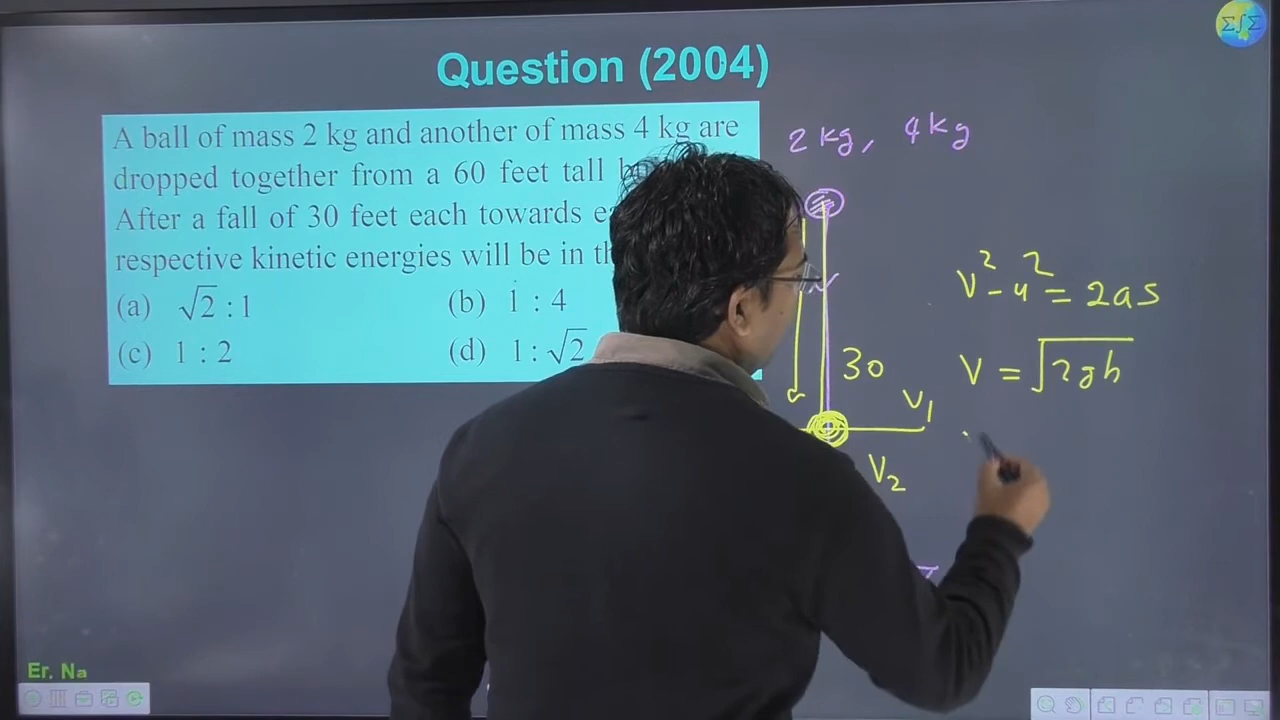 Question (2004)
A ball of mass 2 kg and another of mass 4 kg are
dropped together from a 60 feet tall
After a fall of 30 feet each towards
respective kinetic energies will be in
(a) √2 : 1
(b) 1 : 4
(c) 1 : 2
(d) 1 : √2
2 kg, 4 kg
v² - u² = 2as
30
v = √2gh
v₁
v₂
Er. Na
ΣʃΣ